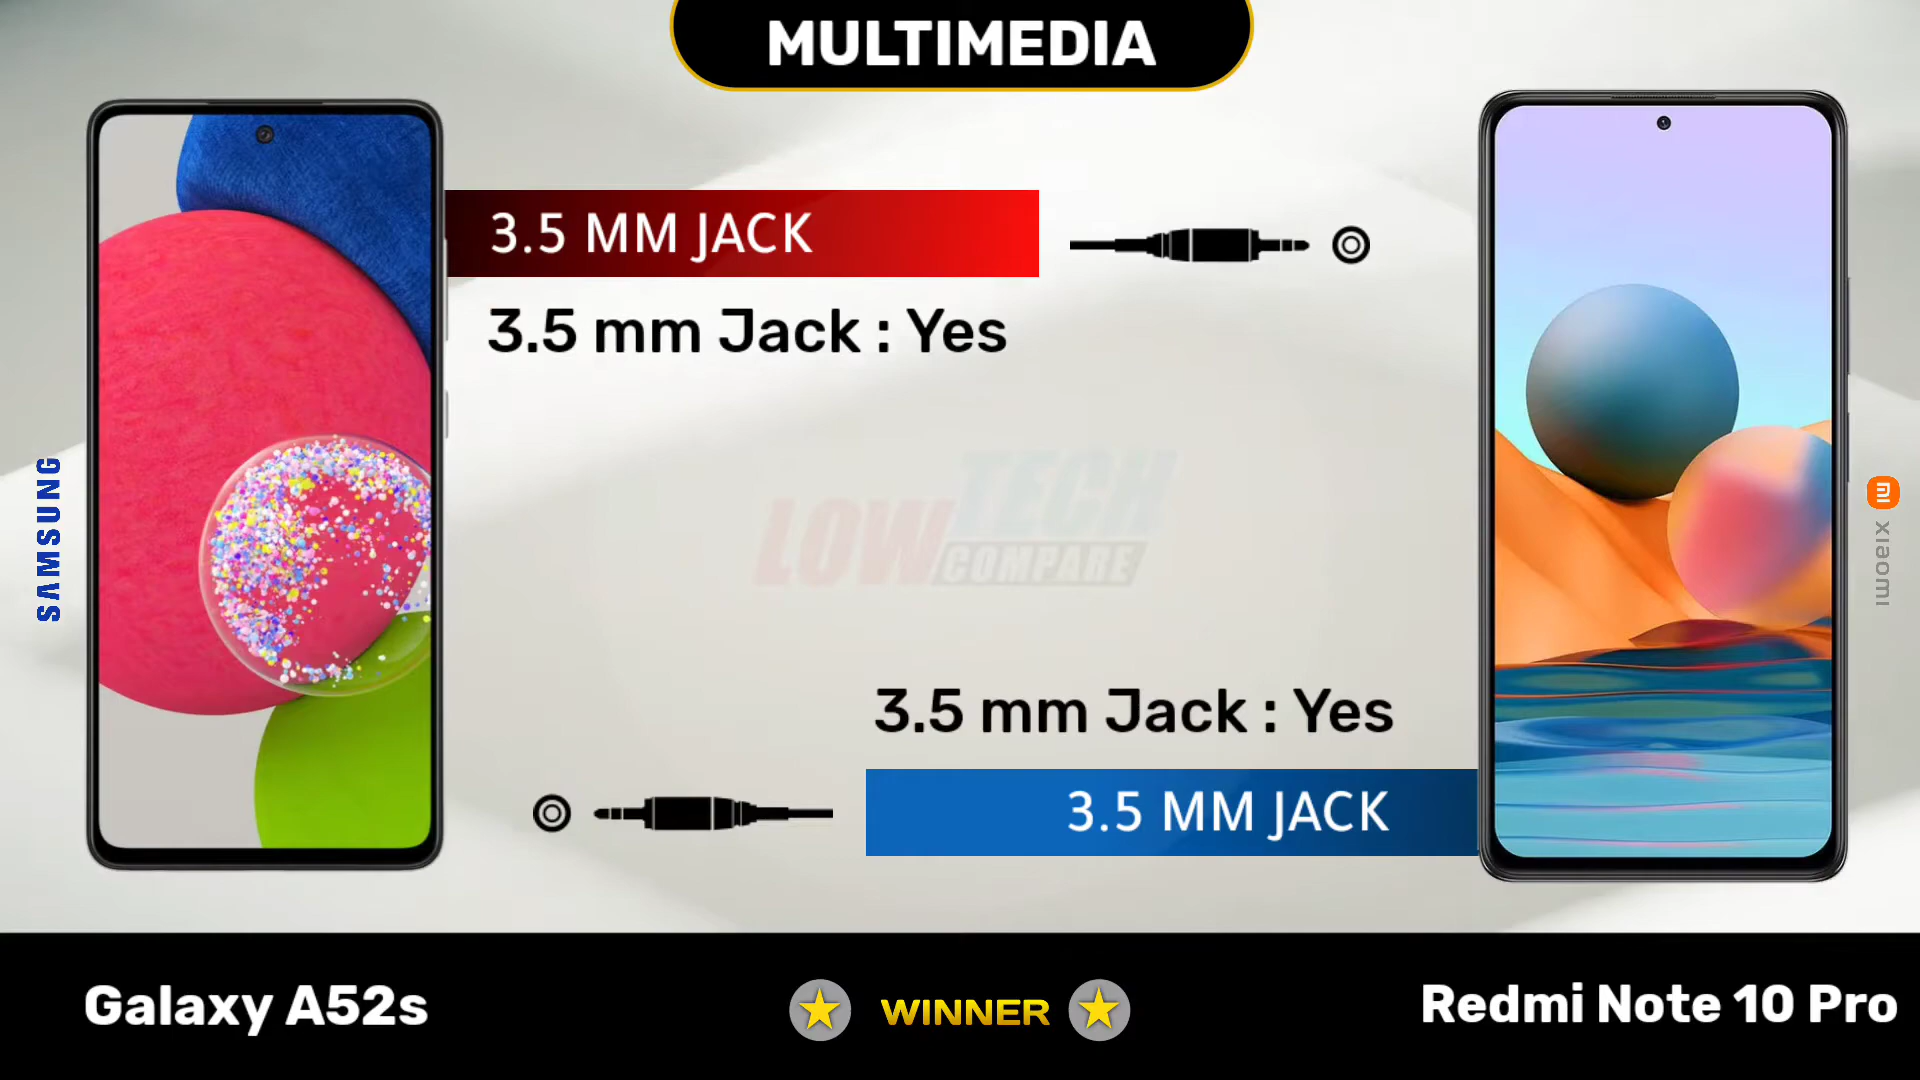 MULTIMEDIA
3.5 MM JACK
3.5 mm Jack : Yes
SAMSUNG
LOW TECH
COMPARE
xiaomi
3.5 mm Jack : Yes
3.5 MM JACK
Galaxy A52s
WINNER
Redmi Note 10 Pro